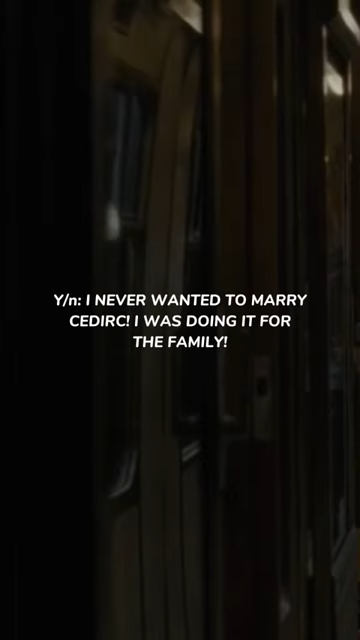 Y/n: I NEVER WANTED TO MARRY
CEDIRC! I WAS DOING IT FOR
THE FAMILY!